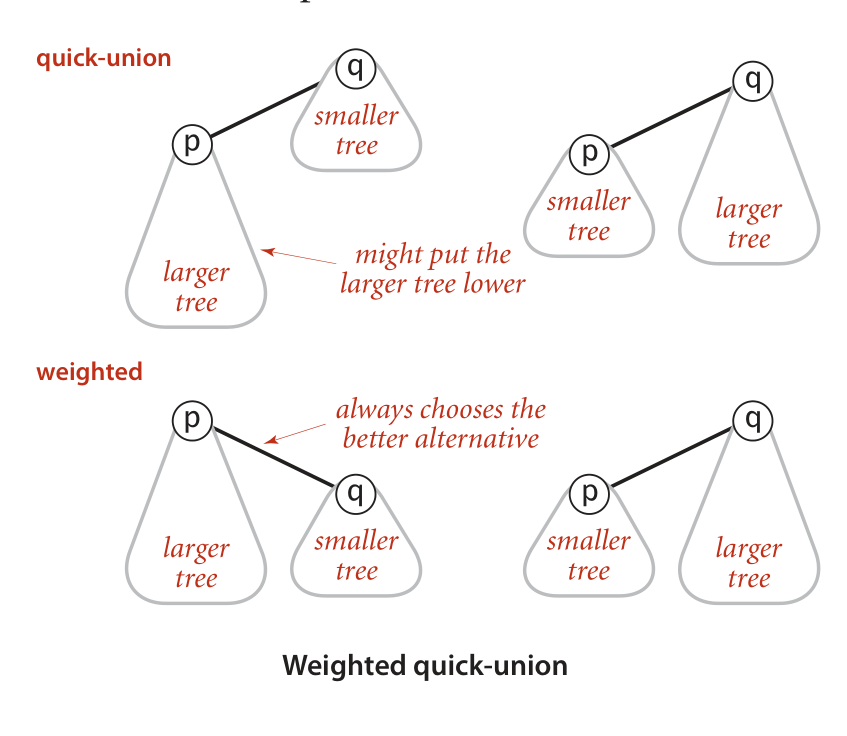 quick-union
q
smaller
tree
p
larger
tree
might put the
larger tree lower
q
p
smaller
tree
larger
tree
weighted
p
always chooses the
better alternative
q
larger
tree
smaller
tree
q
p
smaller
tree
larger
tree
Weighted quick-union